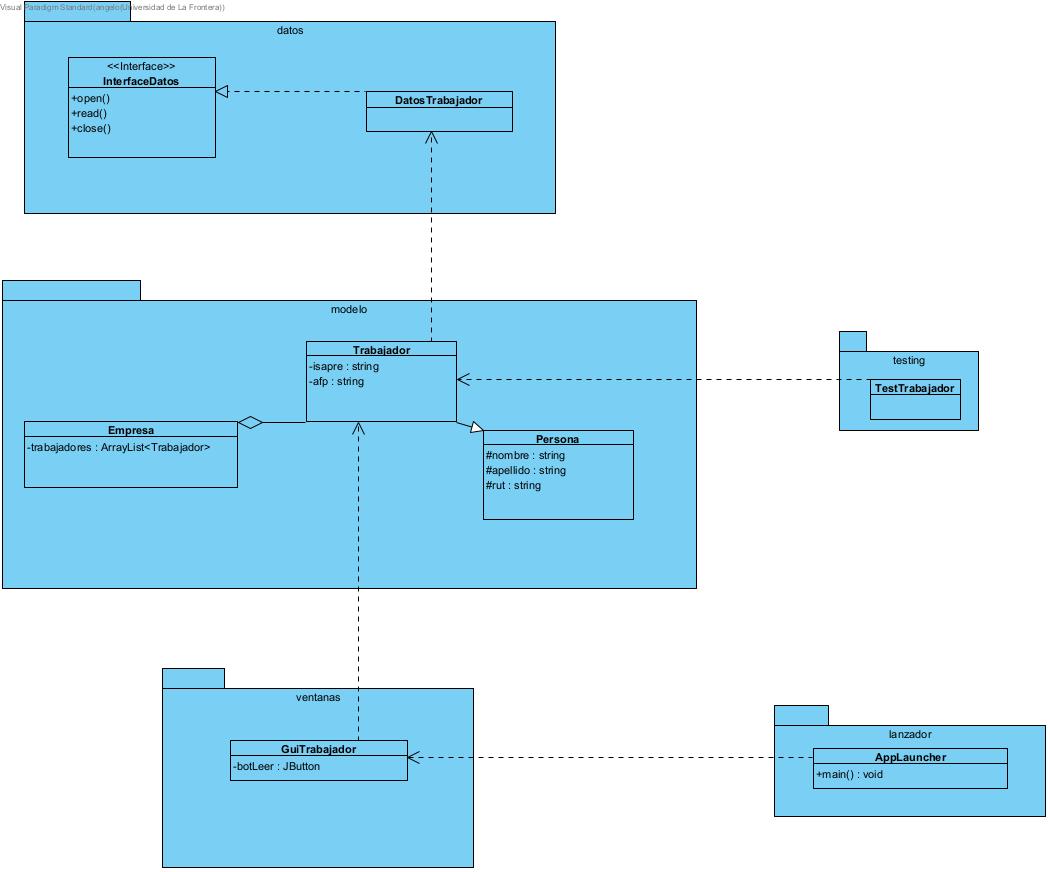 Visual Paradigm Standard(angelo(Universidad de La Frontera))
datos
<<Interface>>
InterfaceDatos
+open()
+read()
+close()
DatosTrabajador
modelo
Trabajador
-isapre : string
-afp : string
Empresa
-trabajadores : ArrayList<Trabajador>
Persona
#nombre : string
#apellido : string
#rut : string
testing
TestTrabajador
ventanas
GuiTrabajador
-botLeer : JButton
lanzador
AppLauncher
+main() : void